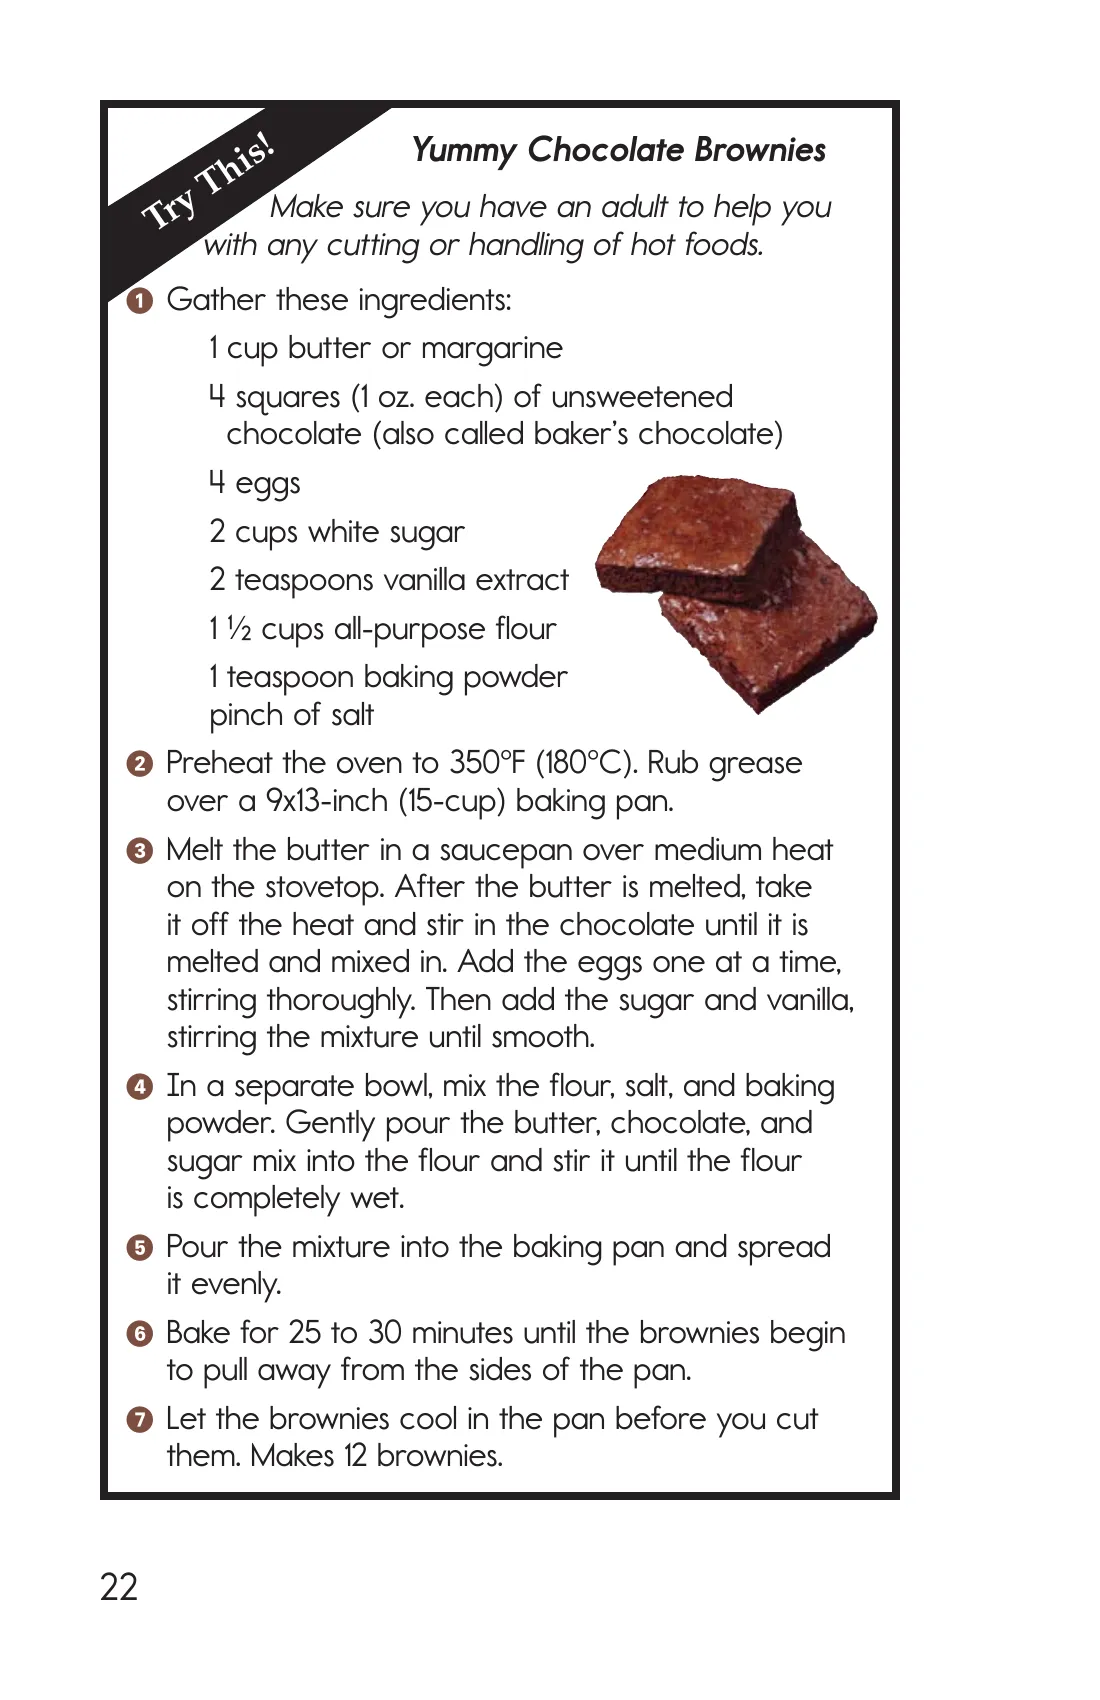 Try This!
Yummy Chocolate Brownies
Make sure you have an adult to help you
with any cutting or handling of hot foods.
1 Gather these ingredients:
1 cup butter or margarine
4 squares (1 oz. each) of unsweetened
chocolate (also called baker's chocolate)
4 eggs
2 cups white sugar
2 teaspoons vanilla extract
1 ½ cups all-purpose flour
1 teaspoon baking powder
pinch of salt
2 Preheat the oven to 350°F (180°C). Rub grease
over a 9x13-inch (15-cup) baking pan.
3 Melt the butter in a saucepan over medium heat
on the stovetop. After the butter is melted, take
it off the heat and stir in the chocolate until it is
melted and mixed in. Add the eggs one at a time,
stirring thoroughly. Then add the sugar and vanilla,
stirring the mixture until smooth.
4 In a separate bowl, mix the flour, salt, and baking
powder. Gently pour the butter, chocolate, and
sugar mix into the flour and stir it until the flour
is completely wet.
5 Pour the mixture into the baking pan and spread
it evenly.
6 Bake for 25 to 30 minutes until the brownies begin
to pull away from the sides of the pan.
7 Let the brownies cool in the pan before you cut
them. Makes 12 brownies.
22